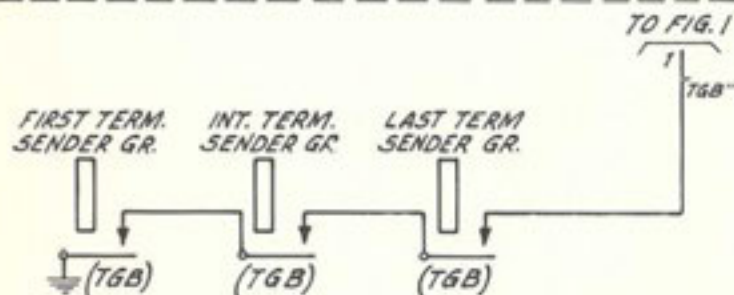 TO FIG. 1
1
"TGB"
FIRST TERM.
SENDER GR.
INT. TERM.
SENDER GR.
LAST TERM
SENDER GR.
(TGB)
(TGB)
(TGB)